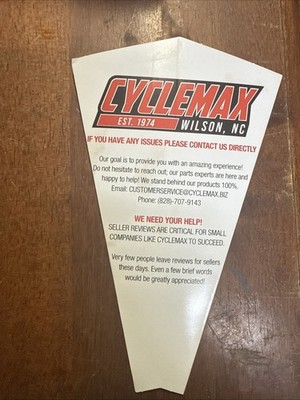 CYCLEMAX
EST. 1974
WILSON, NC
IF YOU HAVE ANY ISSUES PLEASE CONTACT US DIRECTLY
Our goal is to provide you with an amazing experience!
Do not hesitate to reach out; our parts experts are here and
happy to help! We stand behind our products 100%.
Email: CUSTOMERSERVICE@CYCLEMAX.BIZ
Phone: (828)-707-9143
WE NEED YOUR HELP!
SELLER REVIEWS ARE CRITICAL FOR SMALL
COMPANIES LIKE CYCLEMAX TO SUCCEED.
Very few people leave reviews for sellers
these days. Even a few brief words
would be greatly appreciated!